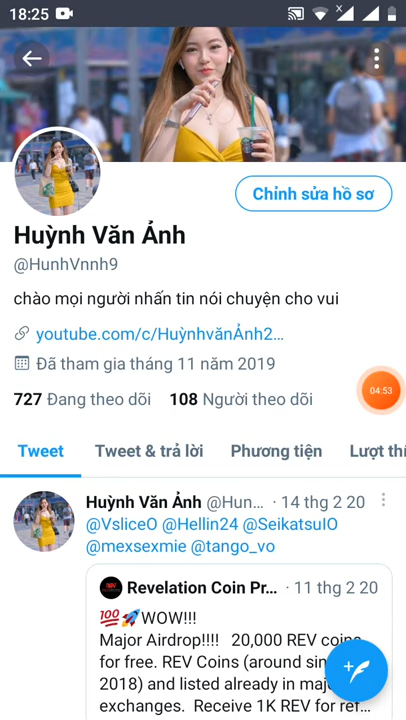 18:25
Chỉnh sửa hồ sơ
Huỳnh Văn Ảnh
@HunhVnnh9
chào mọi người nhấn tin nói chuyện cho vui
youtube.com/c/HuỳnhvănẢnh2…
Đã tham gia tháng 11 năm 2019
727 Đang theo dõi 108 Người theo dõi
04:53
Tweet Tweet & trả lời Phương tiện Lượt thí
Huỳnh Văn Ảnh @Hun… · 14 thg 2 20
@VsliceO @Hellin24 @SeikatsuIO
@mexsexmie @tango_vo
Revelation Coin Pr… · 11 thg 2 20
💯🚀WOW!!!
Major Airdrop!!!! 20,000 REV coins
for free. REV Coins (around sin
2018) and listed already in majo
exchanges. Receive 1K REV for ref…